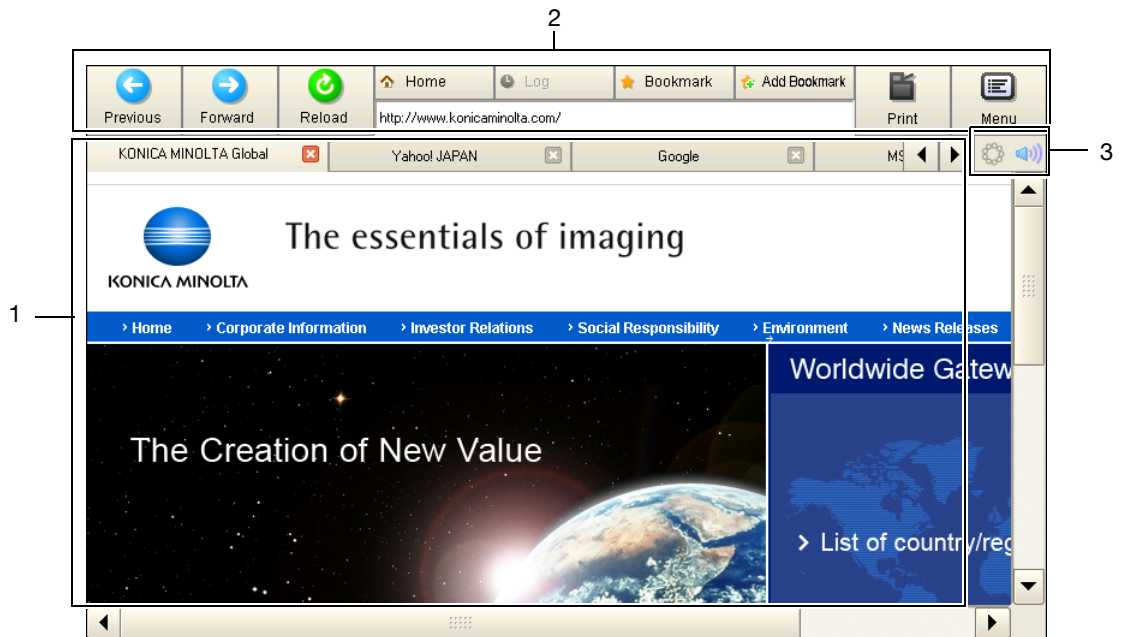 2
Home Log Bookmark Add Bookmark
Previous Forward Reload http://www.konicaminolta.com/ Print Menu
KONICA MINOLTA Global Yahoo! JAPAN Google MS
3
The essentials of imaging
KONICA MINOLTA
1
› Home › Corporate Information › Investor Relations › Social Responsibility › Environment › News Releases
Worldwide Gatew
The Creation of New Value
› List of country/reg